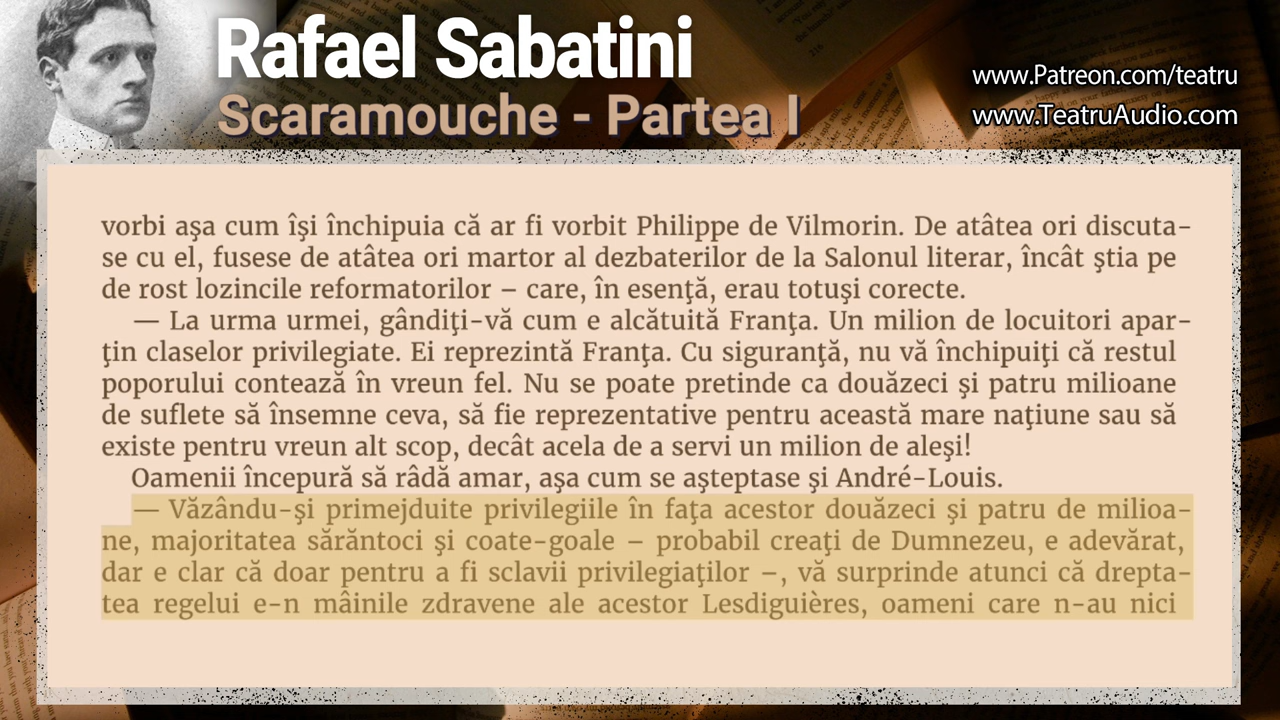 Rafael Sabatini
Scaramouche - Partea I
www.Patreon.com/teatru
www.TeatruAudio.com
vorbi aşa cum îşi închipuia că ar fi vorbit Philippe de Vilmorin. De atâtea ori discuta-
se cu el, fusese de atâtea ori martor al dezbaterilor de la Salonul literar, încât ştia pe
de rost lozincile reformatorilor – care, în esenţă, erau totuşi corecte.
— La urma urmei, gândiţi-vă cum e alcătuită Franţa. Un milion de locuitori apar-
ţin claselor privilegiate. Ei reprezintă Franţa. Cu siguranţă, nu vă închipuiţi că restul
poporului contează în vreun fel. Nu se poate pretinde ca douăzeci şi patru milioane
de suflete să însemne ceva, să fie reprezentative pentru această mare naţiune sau să
existe pentru vreun alt scop, decât acela de a servi un milion de aleşi!
Oamenii începură să râdă amar, aşa cum se aşteptase şi André-Louis.
— Văzându-şi primejduite privilegiile în faţa acestor douăzeci şi patru de milioa-
ne, majoritatea sărăntoci şi coate-goale – probabil creaţi de Dumnezeu, e adevărat,
dar e clar că doar pentru a fi sclavii privilegiaţilor –, vă surprinde atunci că drepta-
tea regelui e-n mâinile zdravene ale acestor Lesdiguières, oameni care n-au nici